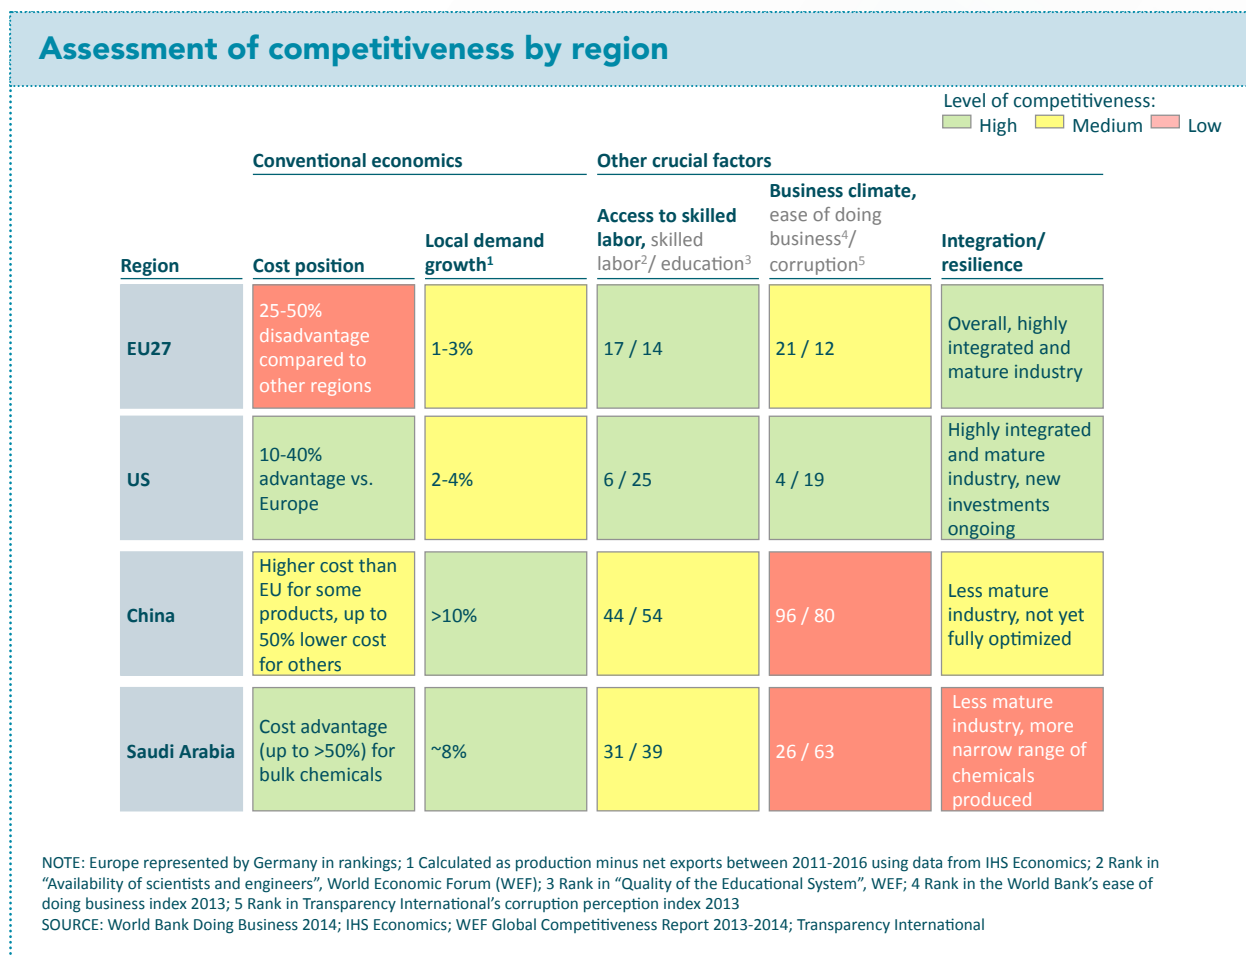 Assessment of competitiveness by region
Level of competitiveness:
High Medium Low
Conventional economics
Other crucial factors
Region
Cost position
Local demand
growth¹
Access to skilled
labor, skilled
labor²/ education³
Business climate,
ease of doing
business⁴/
corruption⁵
Integration/
resilience
EU27
25-50%
disadvantage
compared to
other regions
1-3%
17 / 14
21 / 12
Overall, highly
integrated and
mature industry
US
10-40%
advantage vs.
Europe
2-4%
6 / 25
4 / 19
Highly integrated
and mature
industry, new
investments
ongoing
China
Higher cost than
EU for some
products, up to
50% lower cost
for others
>10%
44 / 54
96 / 80
Less mature
industry, not yet
fully optimized
Saudi Arabia
Cost advantage
(up to >50%) for
bulk chemicals
~8%
31 / 39
26 / 63
Less mature
industry, more
narrow range of
chemicals
produced
NOTE: Europe represented by Germany in rankings; 1 Calculated as production minus net exports between 2011-2016 using data from IHS Economics; 2 Rank in
“Availability of scientists and engineers”, World Economic Forum (WEF); 3 Rank in “Quality of the Educational System”, WEF; 4 Rank in the World Bank’s ease of
doing business index 2013; 5 Rank in Transparency International’s corruption perception index 2013
SOURCE: World Bank Doing Business 2014; IHS Economics; WEF Global Competitiveness Report 2013-2014; Transparency International